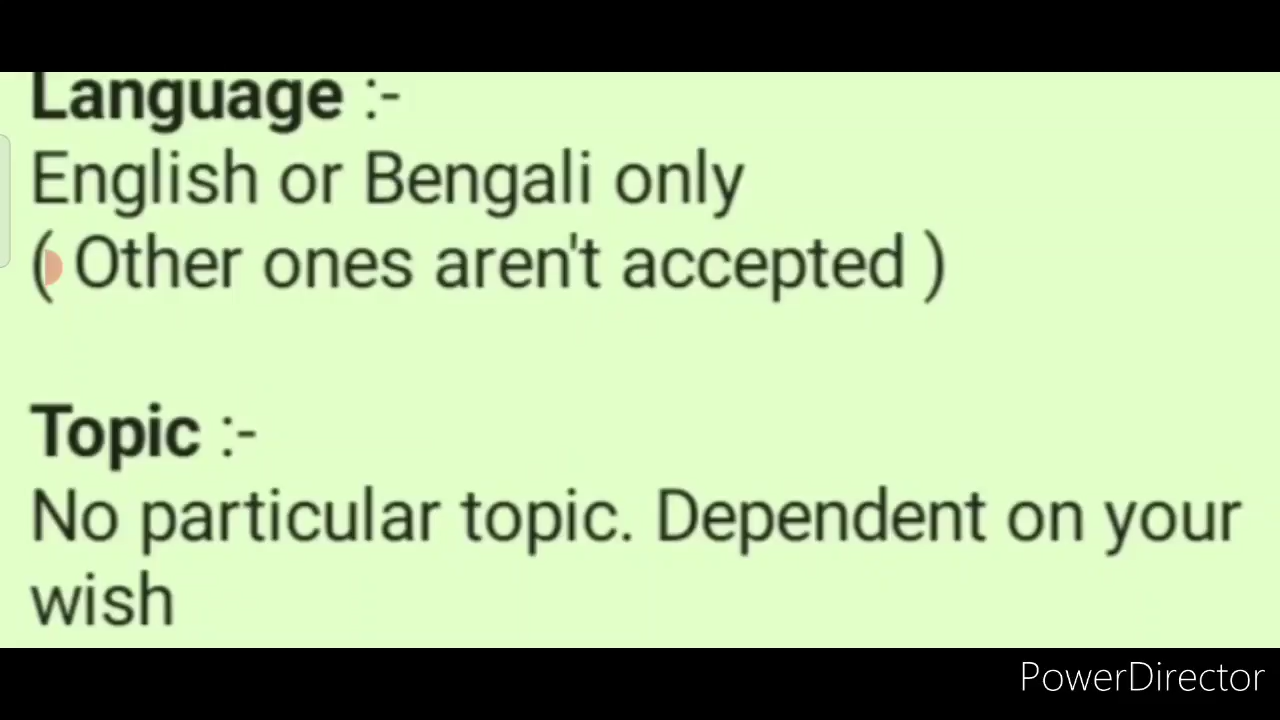 Language :-
English or Bengali only
( Other ones aren't accepted )
Topic :-
No particular topic. Dependent on your
wish
PowerDirector